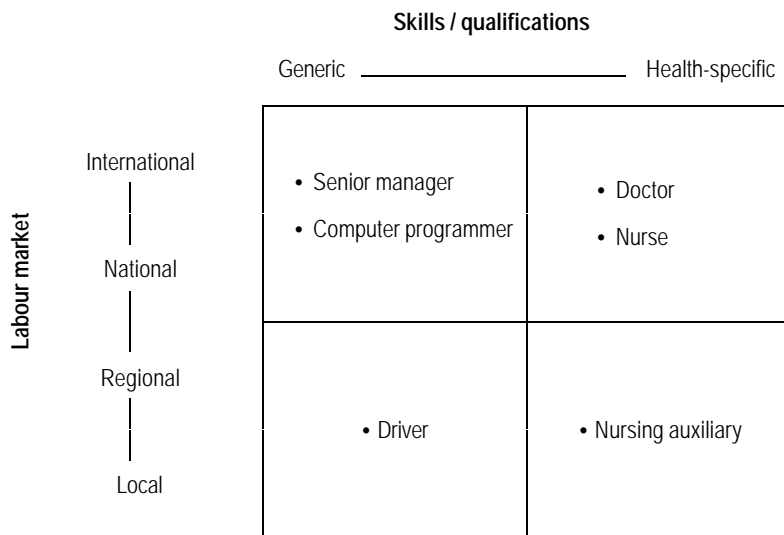 Skills / qualifications
Generic
Health-specific
Labour market
International
National
Regional
Local
• Senior manager
• Computer programmer
• Doctor
• Nurse
• Driver
• Nursing auxiliary